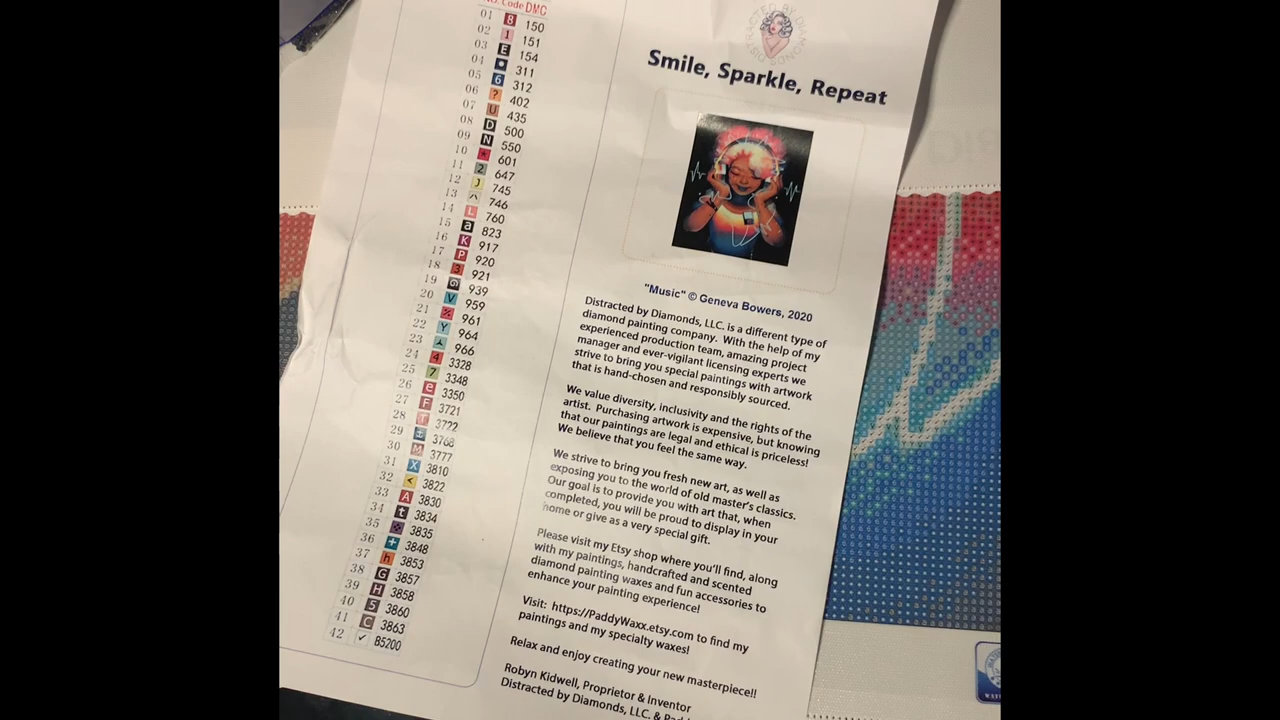 NO. Code DMC
01 8 150
02 1 151
03 E 154
04 311
05 6 312
06 ? 402
07 U 435
08 D 500
09 N 550
10 * 601
11 2 647
12 J 745
13 746
14 L 760
15 a 823
16 K 917
17 P 920
18 3 921
19 939
20 V 959
21 961
22 Y 964
23 966
24 4 3328
25 7 3348
26 e 3350
27 F 3721
28 T 3722
29 3768
30 M 3777
31 X 3810
32 < 3822
33 A 3830
34 t 3834
35 3835
36 + 3848
37 h 3853
38 G 3857
39 H 3858
40 5 3860
41 C 3863
42 ✓ B5200
DISTRACTED BY DIAMONDS
Smile, Sparkle, Repeat
"Music" © Geneva Bowers, 2020
Distracted by Diamonds, LLC. is a different type of
diamond painting company. With the help of my
experienced production team, amazing project
manager and ever-vigilant licensing experts we
strive to bring you special paintings with artwork
that is hand-chosen and responsibly sourced.
We value diversity, inclusivity and the rights of the
artist. Purchasing artwork is expensive, but knowing
that our paintings are legal and ethical is priceless!
We believe that you feel the same way.
We strive to bring you fresh new art, as well as
exposing you to the world of old master's classics.
Our goal is to provide you with art that, when
completed, you will be proud to display in your
home or give as a very special gift.
Please visit my Etsy shop where you'll find, along
with my paintings, handcrafted and scented
diamond painting waxes and fun accessories to
enhance your painting experience!
Visit: https://PaddyWaxx.etsy.com to find my
paintings and my specialty waxes!
Relax and enjoy creating your new masterpiece!!
Robyn Kidwell, Proprietor & Inventor
Distracted by Diamonds, LLC. &